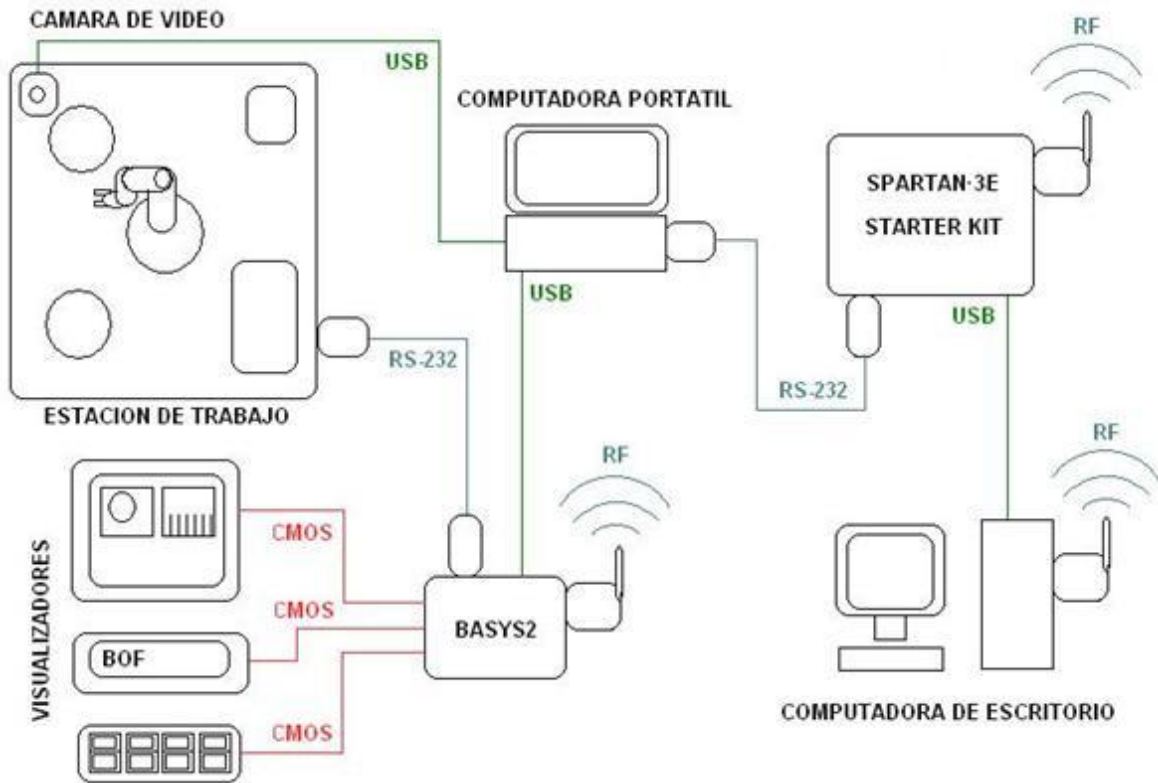 CAMARA DE VIDEO
USB
COMPUTADORA PORTATIL
RF
SPARTAN-3E
STARTER KIT
USB
USB
RS-232
RS-232
ESTACION DE TRABAJO
RF
RF
VISUALIZADORES
CMOS
CMOS
BOF
CMOS
BASYS2
COMPUTADORA DE ESCRITORIO